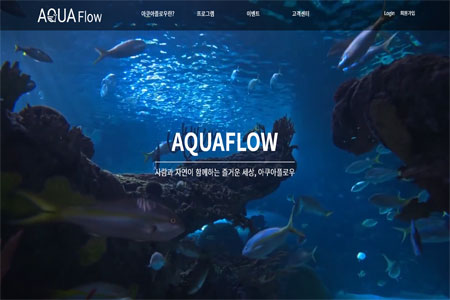 AQUA Flow
아쿠아플로우란?
프로그램
이벤트
고객센터
Login
회원가입
AQUAFLOW
사람과 자연이 함께하는 즐거운 세상, 아쿠아플로우